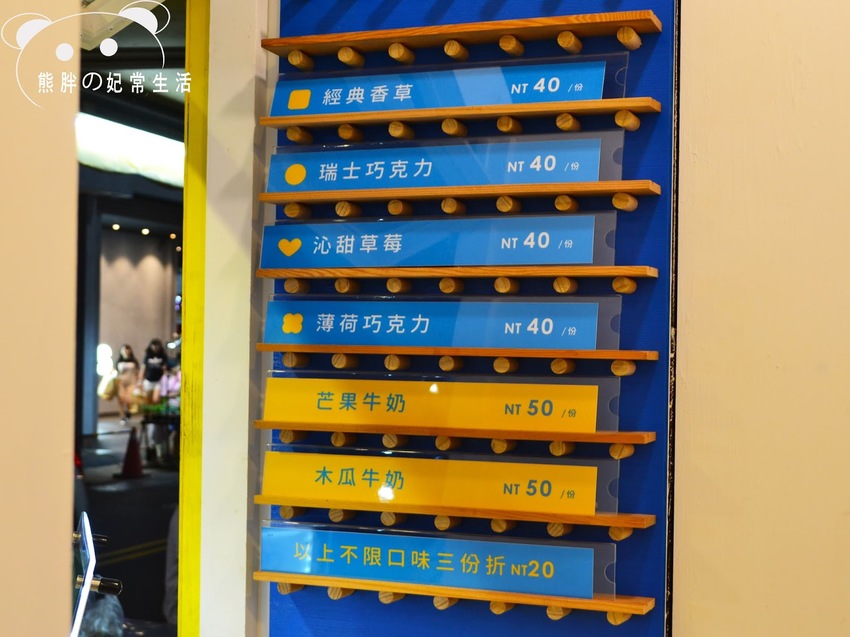 熊胖の妃常生活
經典香草 NT 40 /份
瑞士巧克力 NT 40 /份
沁甜草莓 NT 40 /份
薄荷巧克力 NT 40 /份
芒果牛奶 NT 50 /份
木瓜牛奶 NT 50 /份
以上不限口味三份折 NT20